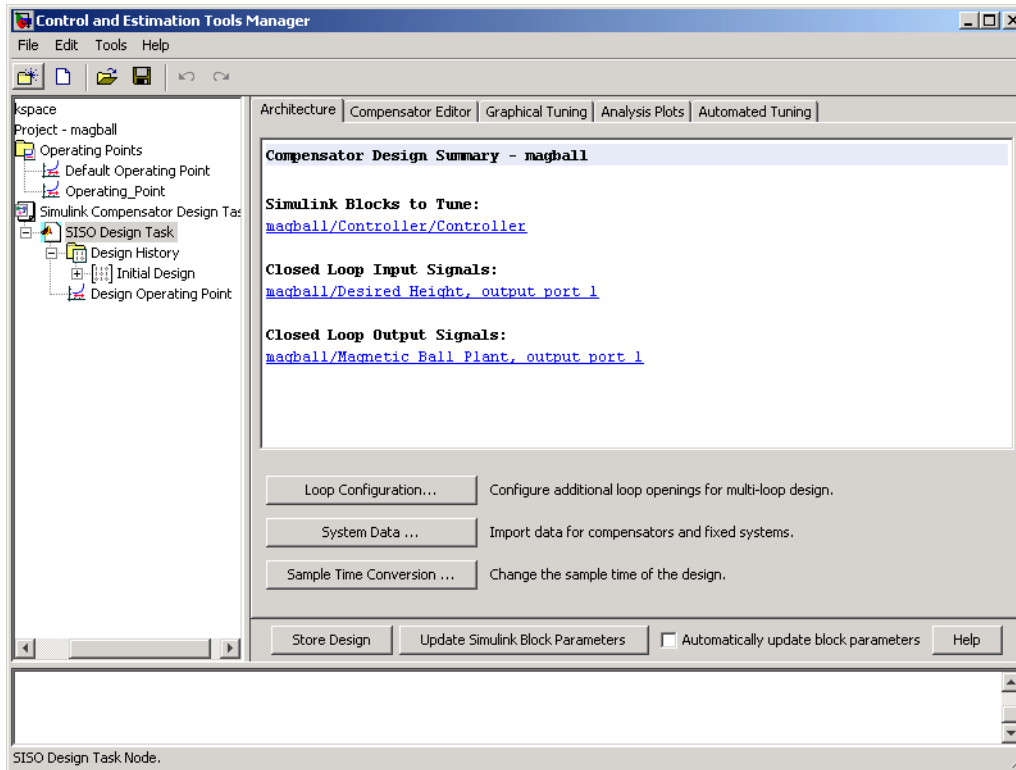 Control and Estimation Tools Manager
File Edit Tools Help
kspace
Project - magball
Operating Points
Default Operating Point
Operating_Point
Simulink Compensator Design Tas
SISO Design Task
Design History
Initial Design
Design Operating Point
Architecture Compensator Editor Graphical Tuning Analysis Plots Automated Tuning
Compensator Design Summary - magball
Simulink Blocks to Tune:
magball/Controller/Controller
Closed Loop Input Signals:
magball/Desired Height, output port 1
Closed Loop Output Signals:
magball/Magnetic Ball Plant, output port 1
Loop Configuration... Configure additional loop openings for multi-loop design.
System Data ... Import data for compensators and fixed systems.
Sample Time Conversion ... Change the sample time of the design.
Store Design Update Simulink Block Parameters Automatically update block parameters Help
SISO Design Task Node.